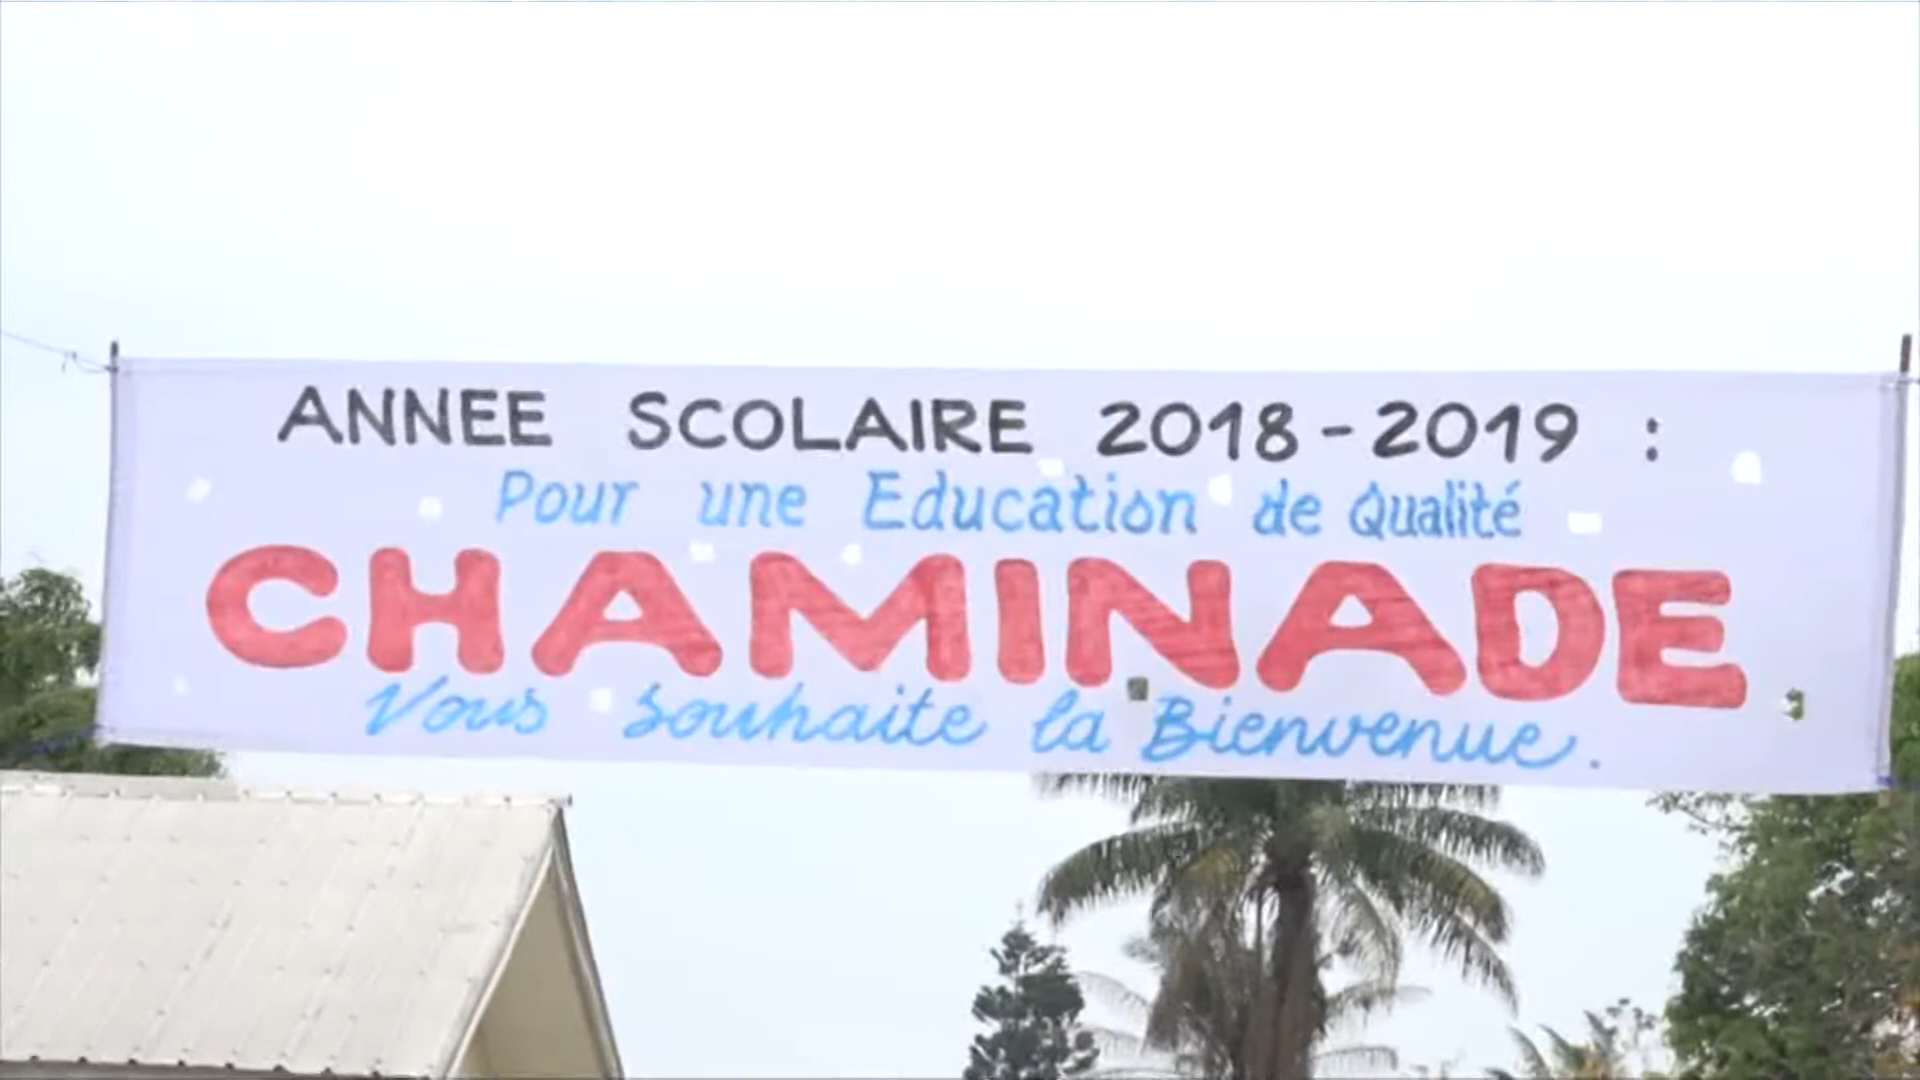 ANNEE SCOLAIRE 2018-2019 :
Pour une Education de Qualité
CHAMINADE
Vous souhaite la Bienvenue.